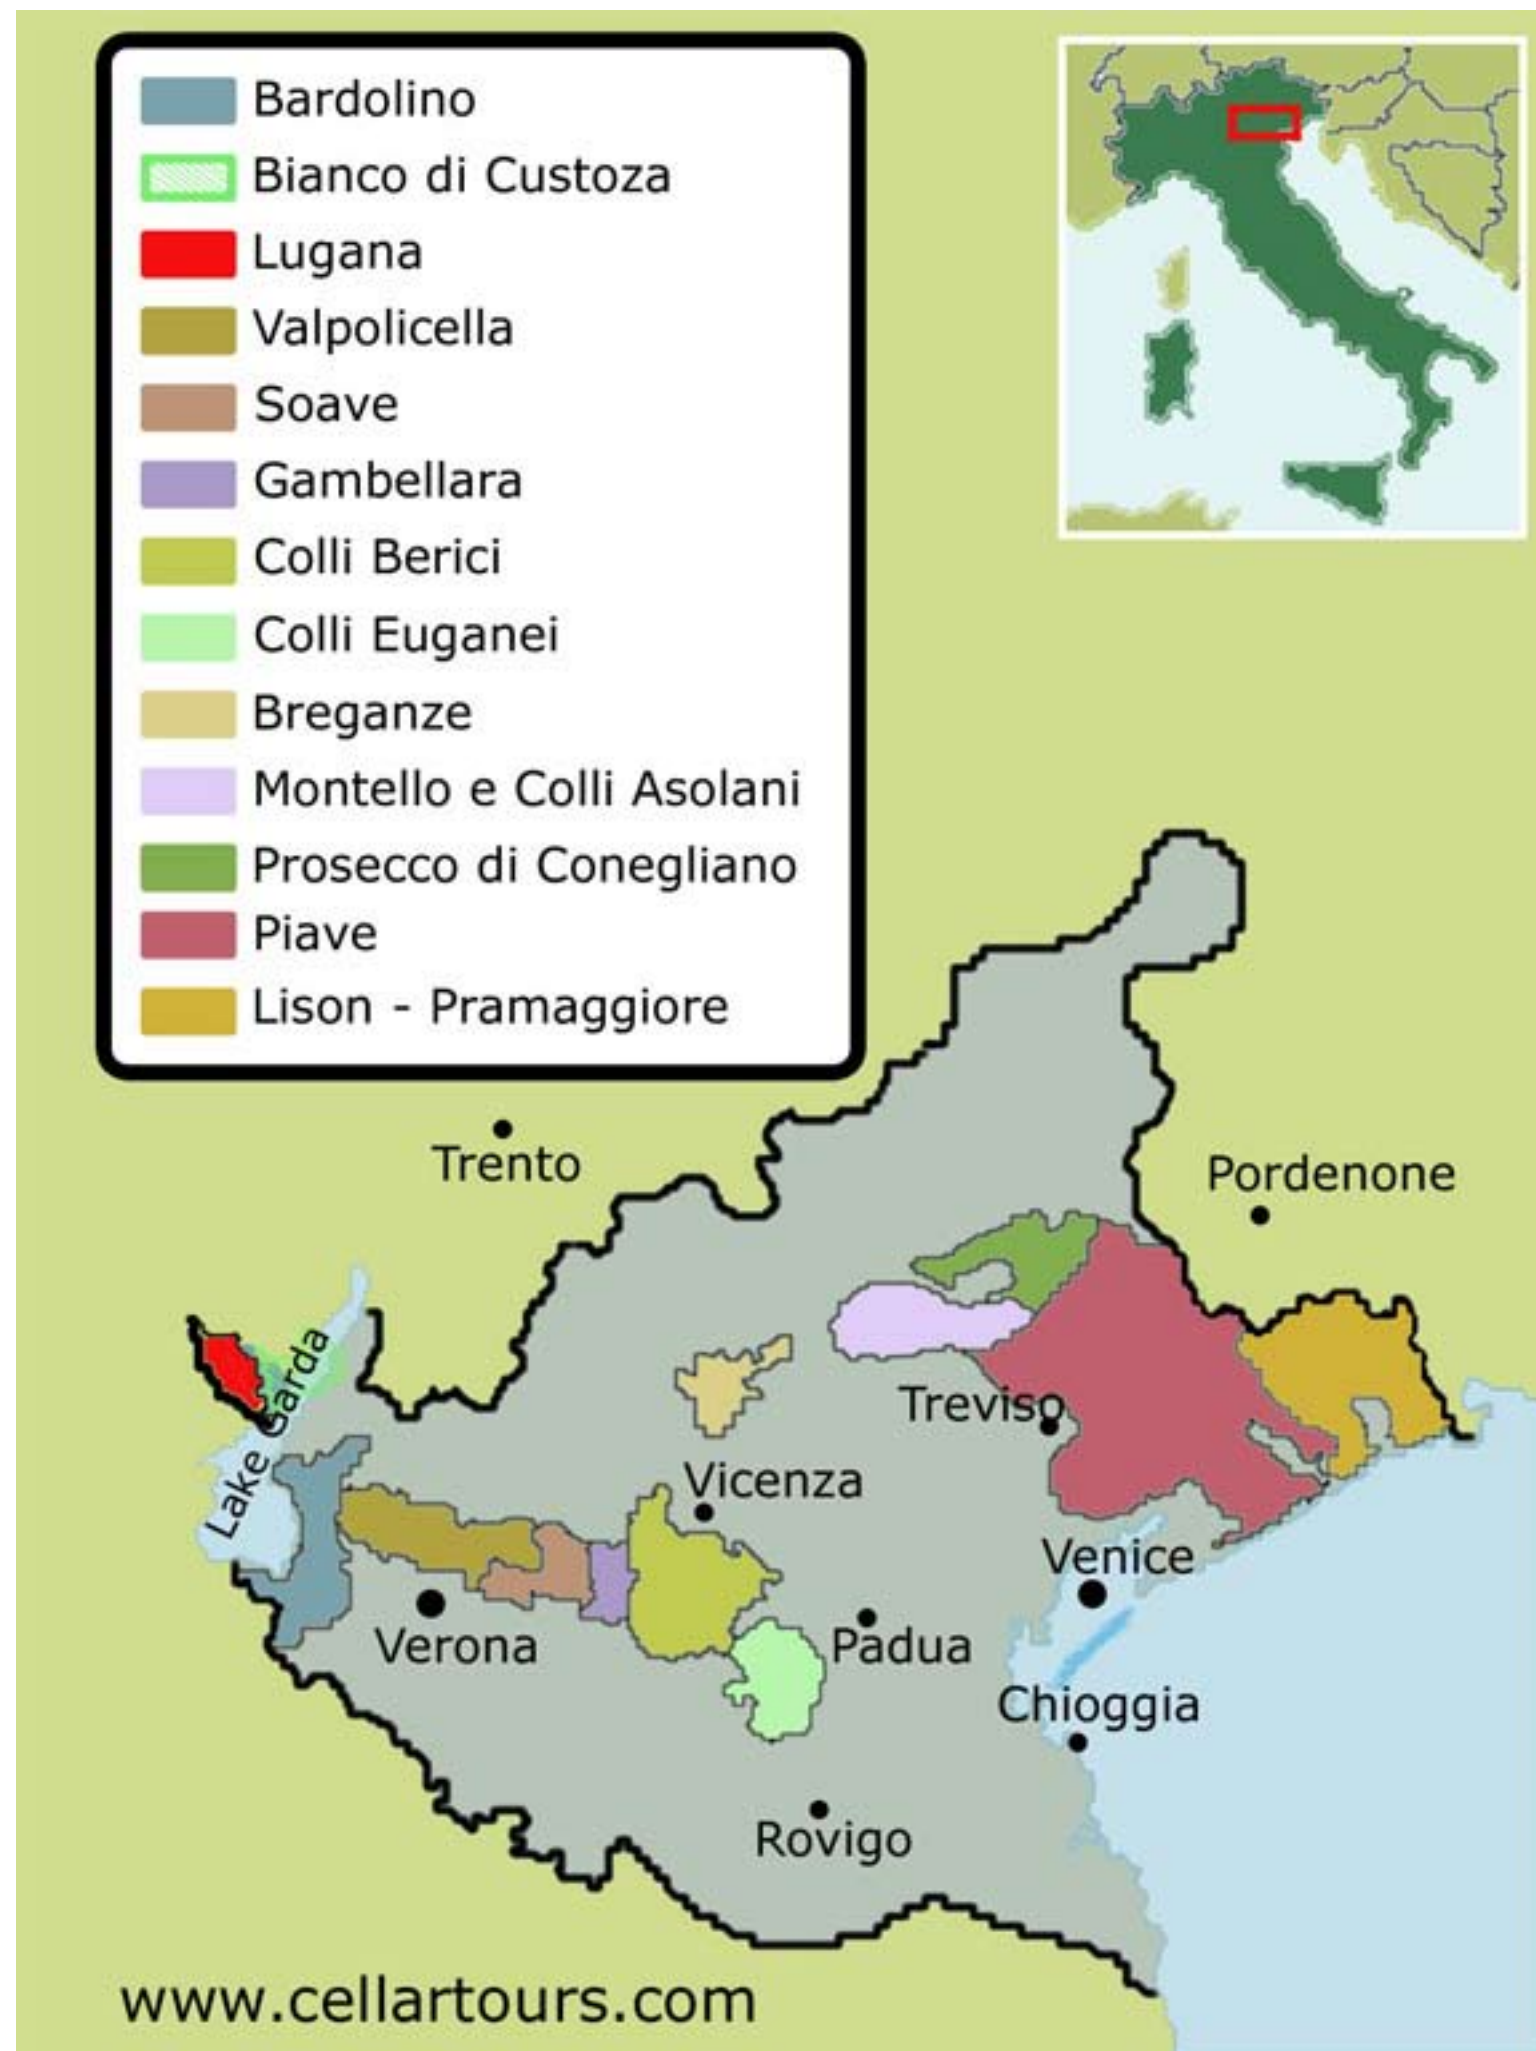 Bardolino
Bianco di Custoza
Lugana
Valpolicella
Soave
Gambellara
Colli Berici
Colli Euganei
Breganze
Montello e Colli Asolani
Prosecco di Conegliano
Piave
Lison - Pramaggiore
Trento
Pordenone
Lake Garda
Treviso
Vicenza
Venice
Verona
Padua
Chioggia
Rovigo
www.cellartours.com